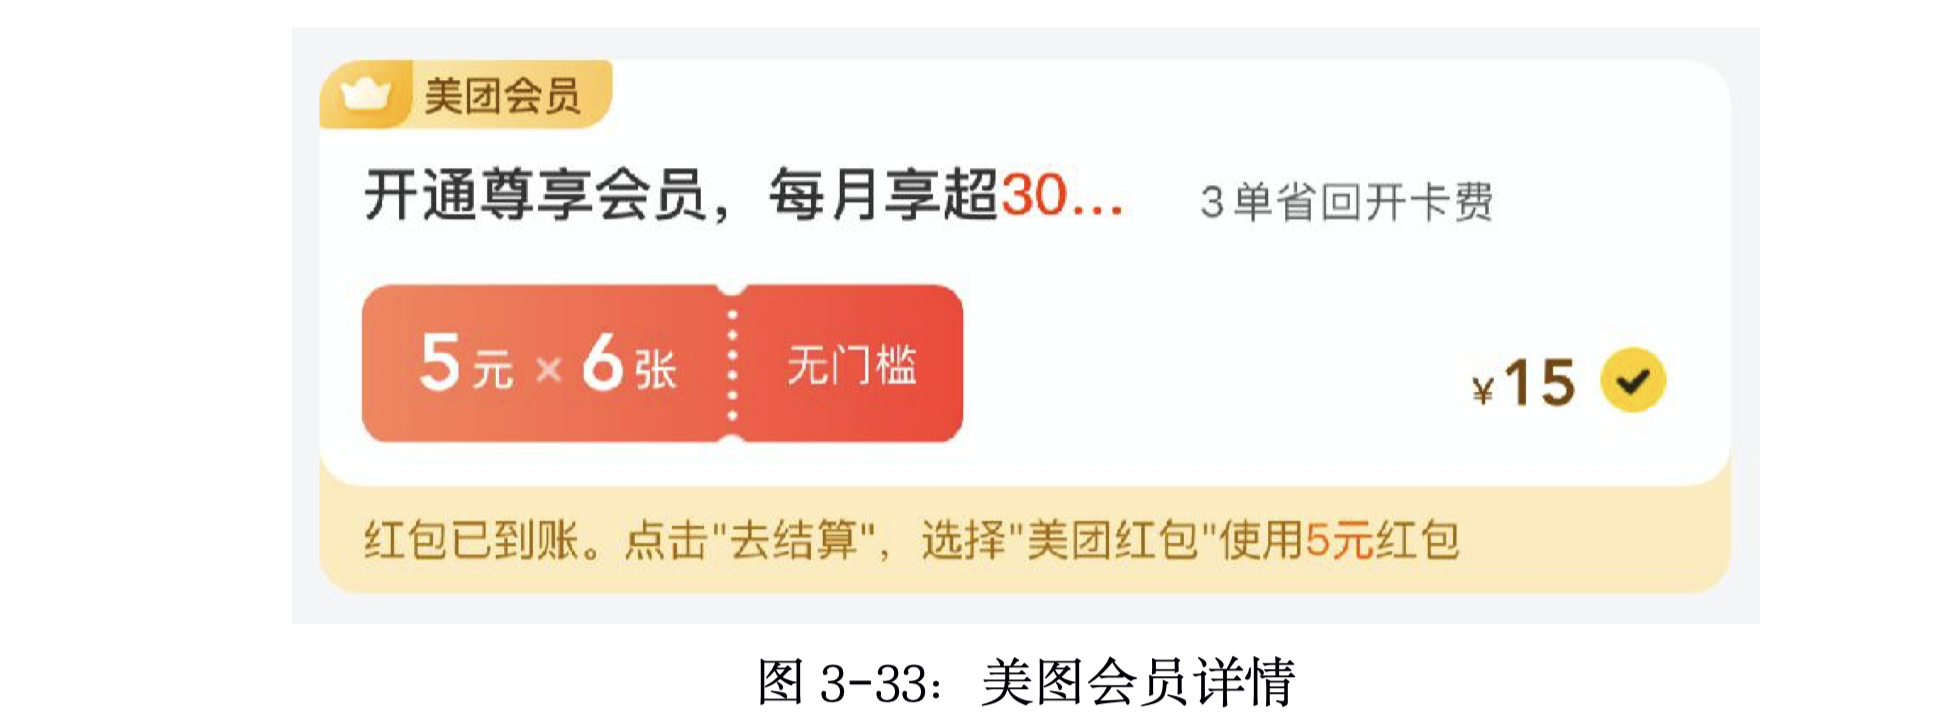 美团会员
开通尊享会员，每月享超30... 3单省回开卡费
5元×6张 无门槛
¥15
红包已到账。点击"去结算"，选择"美团红包"使用5元红包
图 3-33：美图会员详情